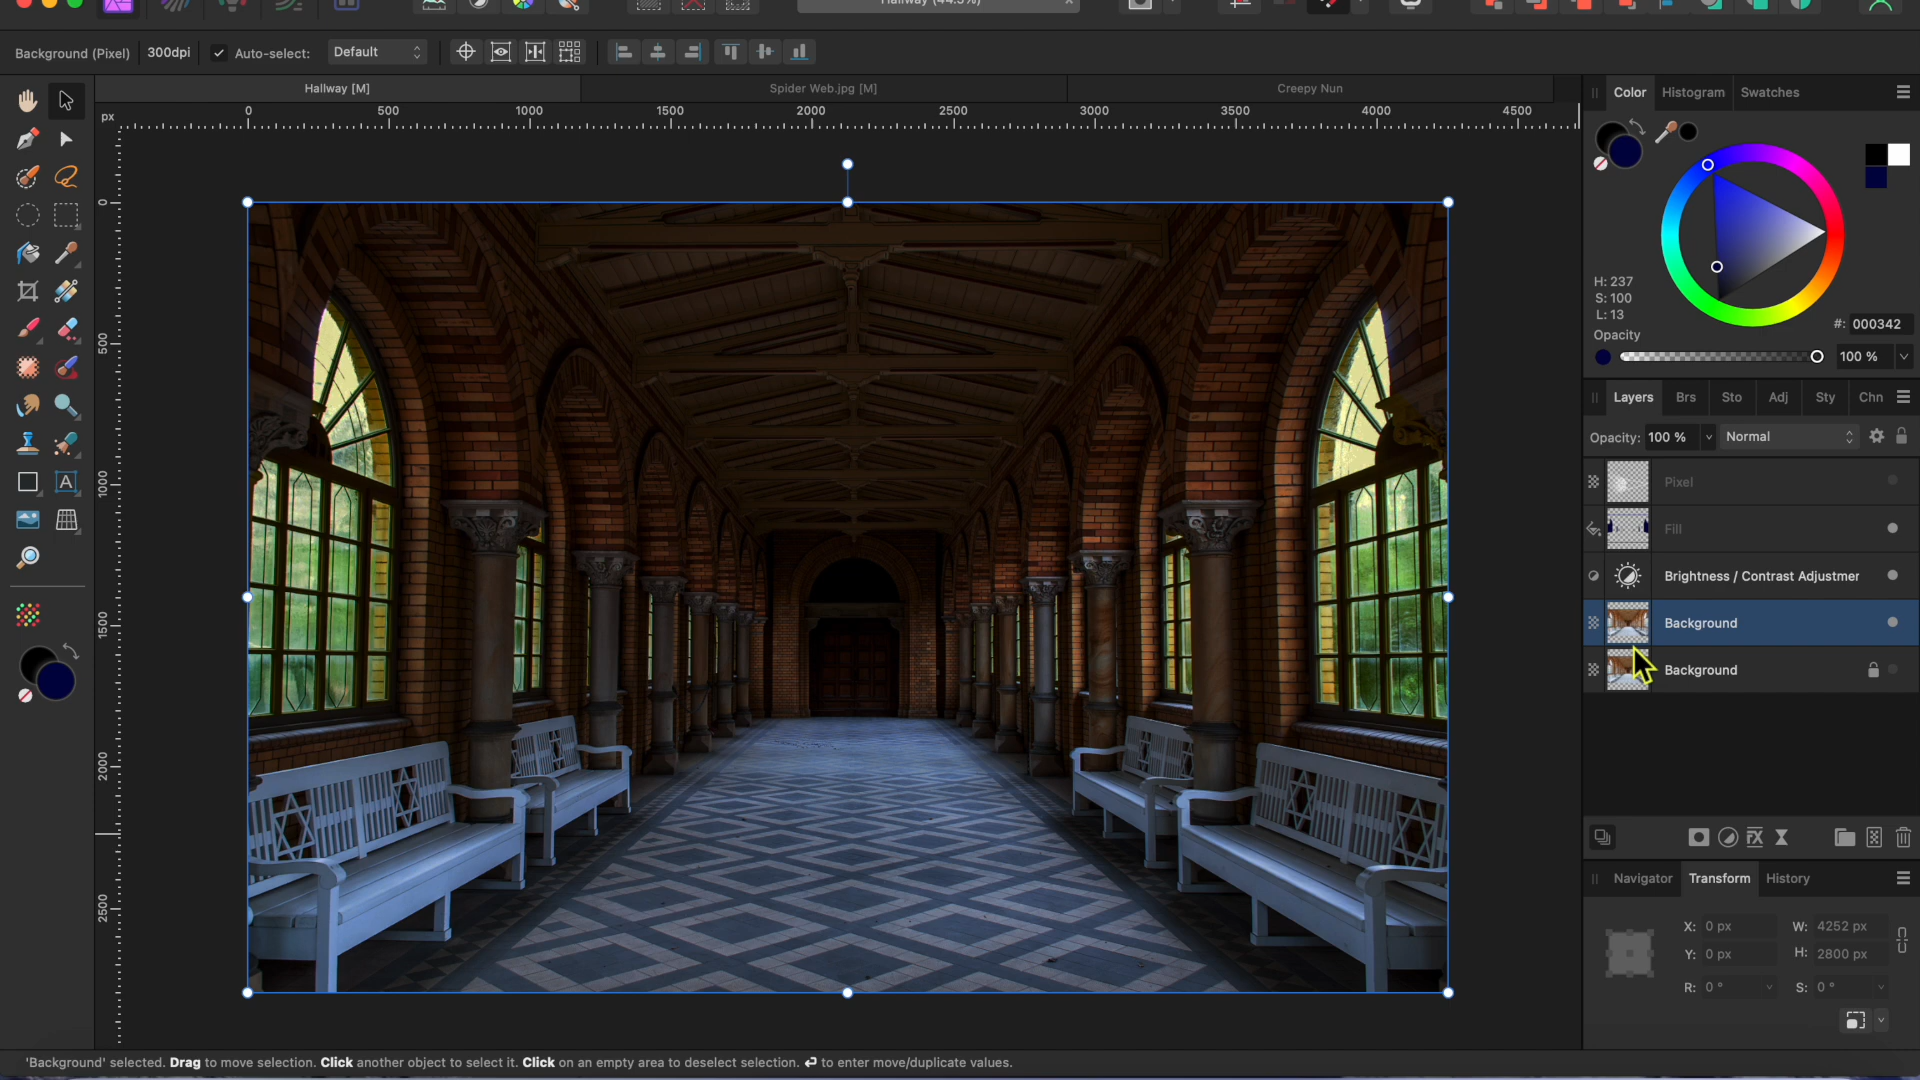 Hallway (44.3%)
Background (Pixel) 300dpi Auto-select: Default
Hallway [M] Spider Web.jpg [M] Creepy Nun
px 0 500 1000 1500 2000 2500 3000 3500 4000 4500
0
500
1000
1500
2000
2500
Color Histogram Swatches
H: 237
S: 100
L: 13
#: 000342
Opacity
100 %
Layers Brs Sto Adj Sty Chn
Opacity: 100 % Normal
Pixel
Fill
Brightness / Contrast Adjustmer
Background
Background
Navigator Transform History
X: 0 px W: 4252 px
Y: 0 px H: 2800 px
R: 0 ° S: 0 °
'Background' selected. Drag to move selection. Click another object to select it. Click on an empty area to deselect selection. ⏎ to enter move/duplicate values.